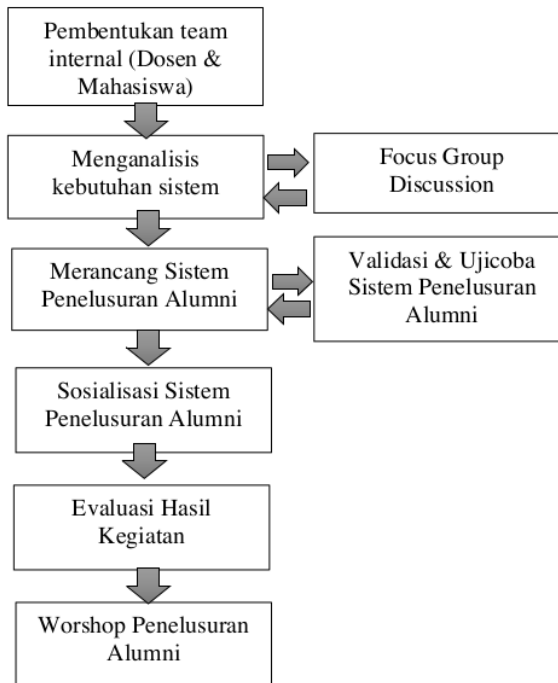 Pembentukan team
internal (Dosen &
Mahasiswa)
Menganalisis
kebutuhan sistem
Focus Group
Discussion
Merancang Sistem
Penelusuran Alumni
Validasi & Ujicoba
Sistem Penelusuran
Alumni
Sosialisasi Sistem
Penelusuran Alumni
Evaluasi Hasil
Kegiatan
Worshop Penelusuran
Alumni